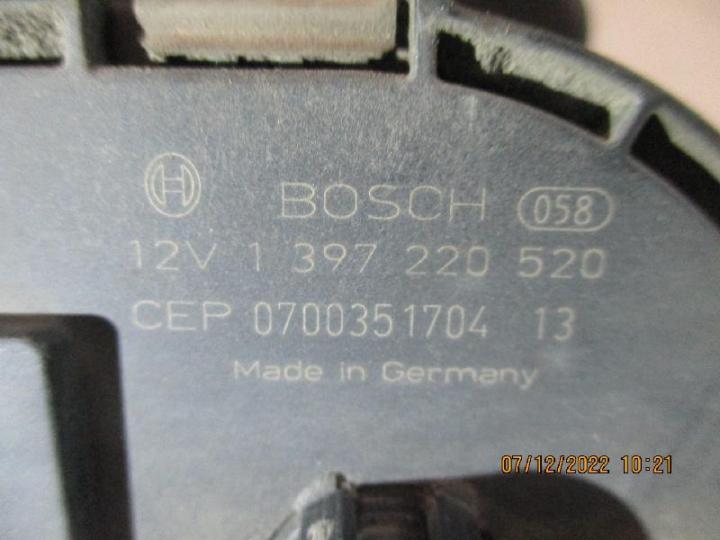 BOSCH 058
12V 1 397 220 520
CEP 0700351704 13
Made in Germany
07/12/2022 10:21